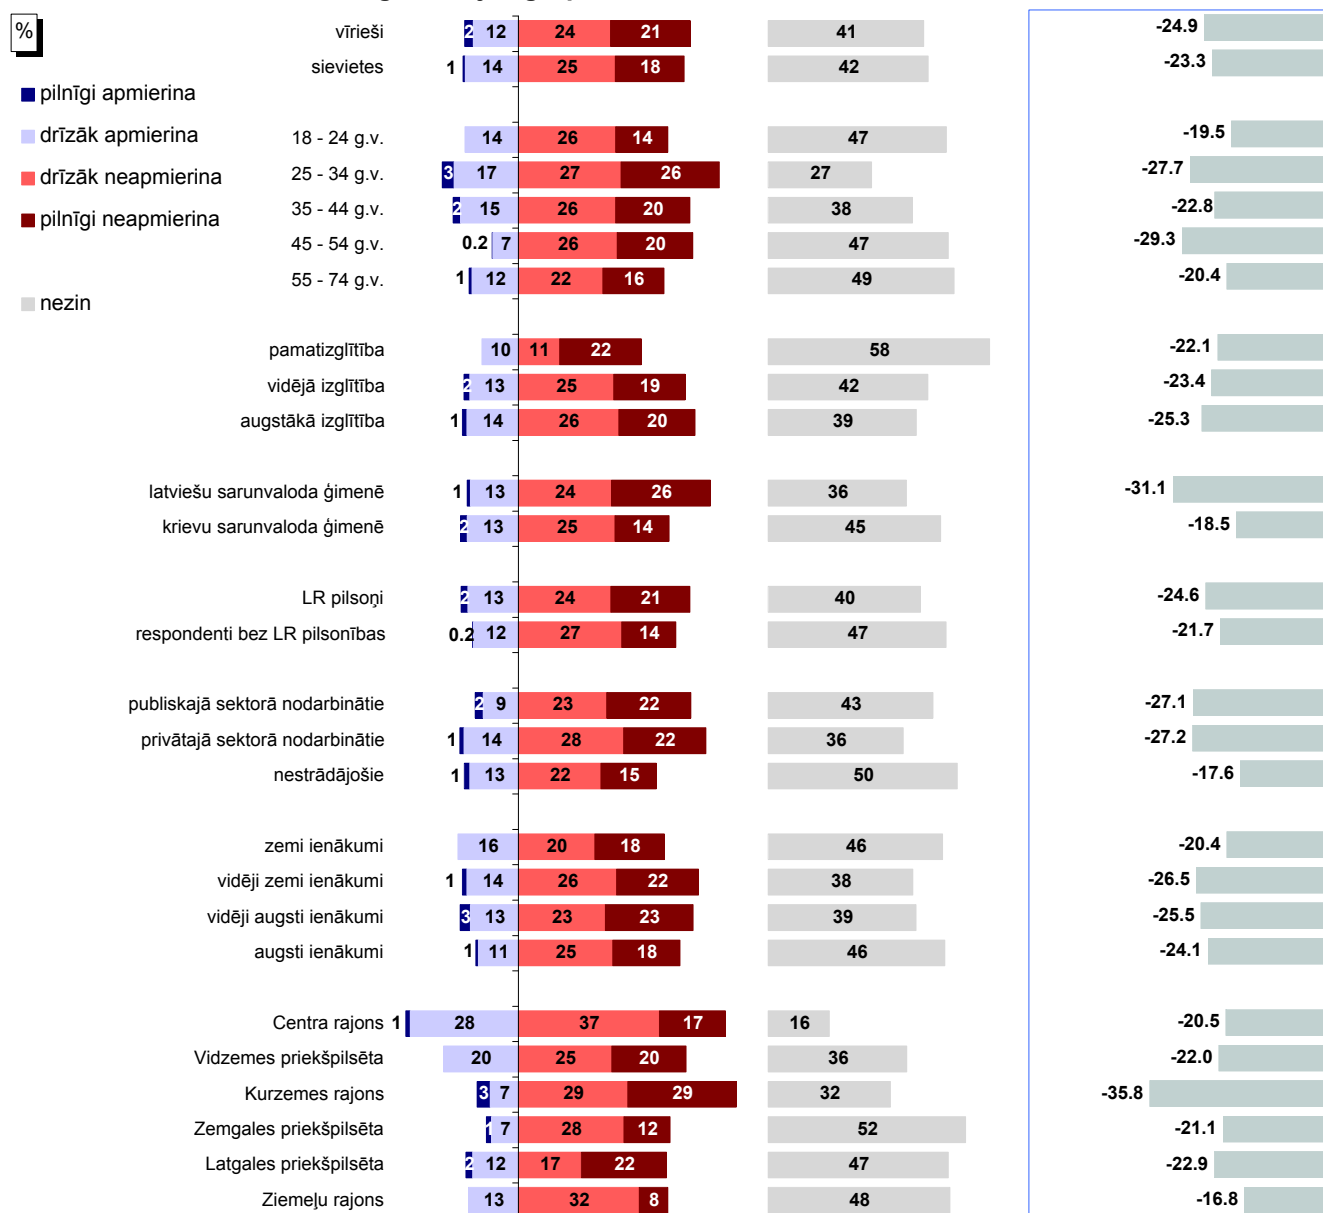 %
pilnīgi apmierina
drīzāk apmierina
drīzāk neapmierina
pilnīgi neapmierina
nezin
vīrieši 2 12 24 21 41 -24.9
sievietes 1 14 25 18 42 -23.3
18 - 24 g.v. 14 26 14 47 -19.5
25 - 34 g.v. 3 17 27 26 27 -27.7
35 - 44 g.v. 2 15 26 20 38 -22.8
45 - 54 g.v. 0.2 7 26 20 47 -29.3
55 - 74 g.v. 1 12 22 16 49 -20.4
pamatizglītība 10 11 22 58 -22.1
vidējā izglītība 2 13 25 19 42 -23.4
augstākā izglītība 1 14 26 20 39 -25.3
latviešu sarunvaloda ģimenē 1 13 24 26 36 -31.1
krievu sarunvaloda ģimenē 2 13 25 14 45 -18.5
LR pilsoņi 2 13 24 21 40 -24.6
respondenti bez LR pilsonības 0.2 12 27 14 47 -21.7
publiskajā sektorā nodarbinātie 2 9 23 22 43 -27.1
privātajā sektorā nodarbinātie 1 14 28 22 36 -27.2
nestrādājošie 1 13 22 15 50 -17.6
zemi ienākumi 16 20 18 46 -20.4
vidēji zemi ienākumi 1 14 26 22 38 -26.5
vidēji augsti ienākumi 3 13 23 23 39 -25.5
augsti ienākumi 1 11 25 18 46 -24.1
Centra rajons 1 28 37 17 16 -20.5
Vidzemes priekšpilsēta 20 25 20 36 -22.0
Kurzemes rajons 3 7 29 29 32 -35.8
Zemgales priekšpilsēta 1 7 28 12 52 -21.1
Latgales priekšpilsēta 2 12 17 22 47 -22.9
Ziemeļu rajons 13 32 8 48 -16.8